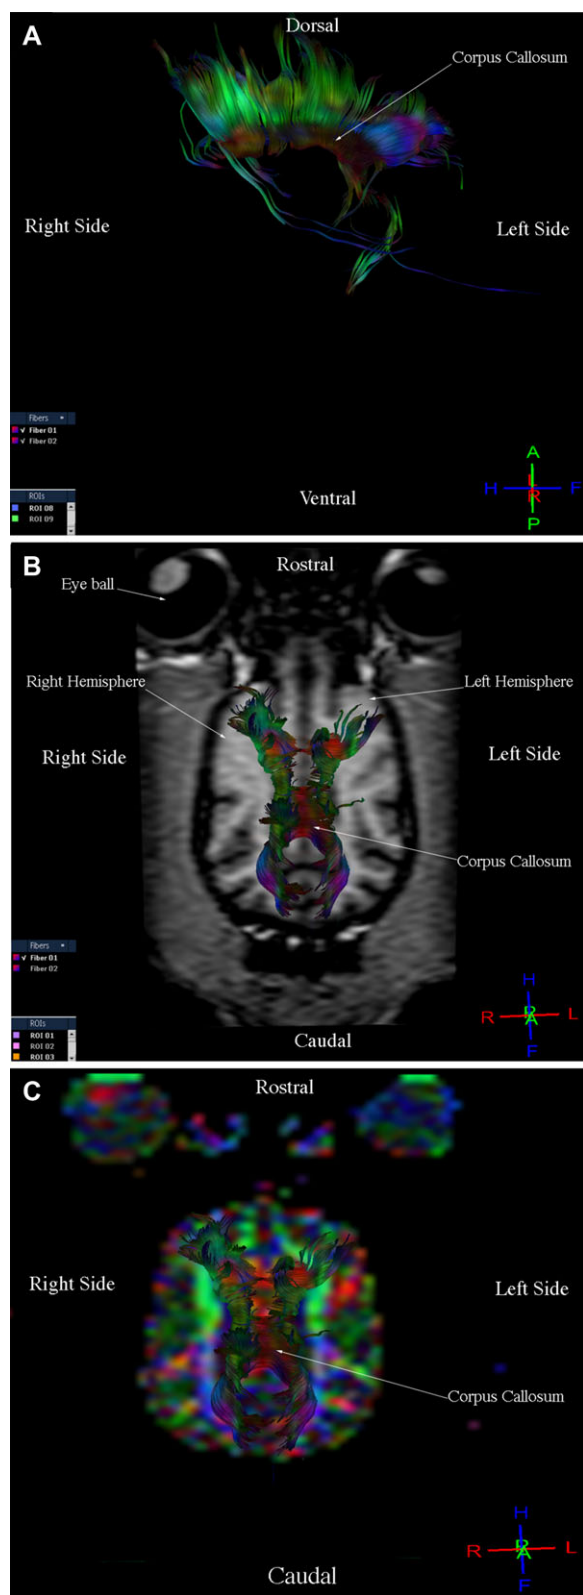 A
Dorsal
Corpus Callosum
Right Side
Left Side
Fibers
Fiber 01
Fiber 02
ROIs
ROI 08
ROI 09
Ventral
A
H L R F
P
B
Rostral
Eye ball
Right Hemisphere
Left Hemisphere
Right Side
Left Side
Corpus Callosum
Fibers
Fiber 01
Fiber 02
ROIs
ROI 01
ROI 02
ROI 03
Caudal
H
R A L
F
C
Rostral
Right Side
Left Side
Corpus Callosum
H
R A L
F
Caudal